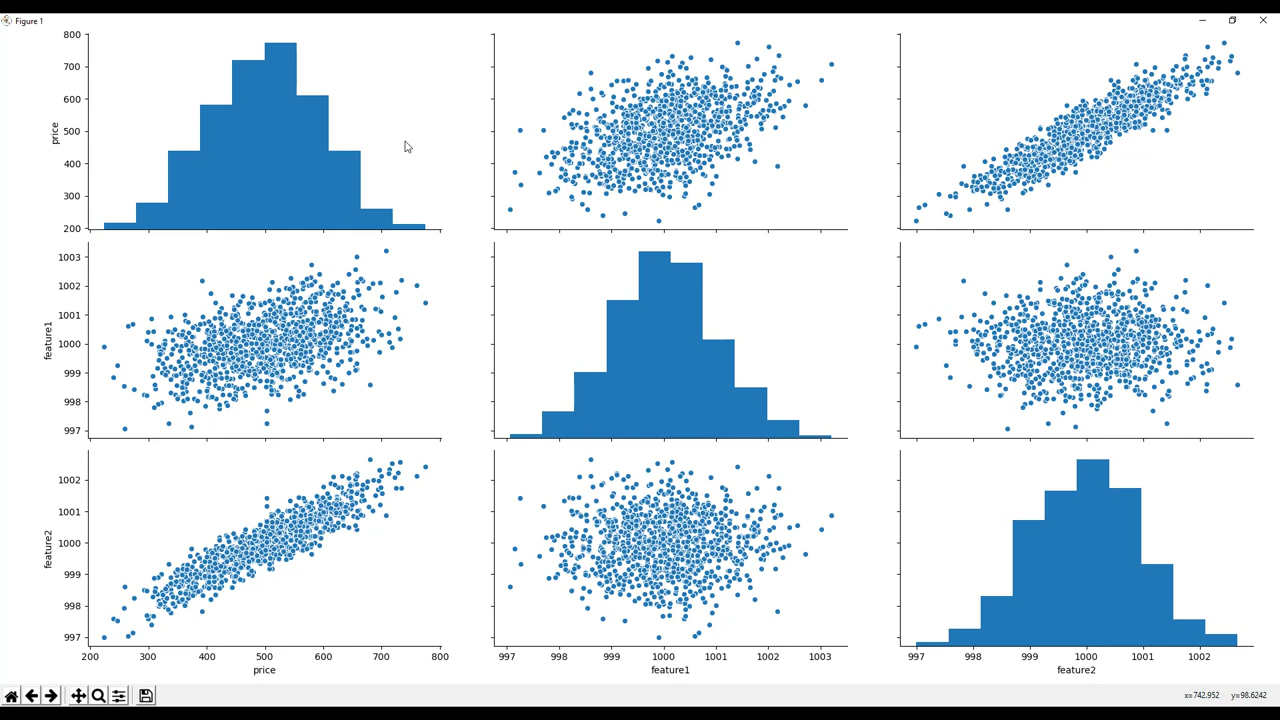 Figure 1
800
700
600
500
400
300
200
price
1003
1002
1001
1000
999
998
997
feature1
1002
1001
1000
999
998
997
feature2
200 300 400 500 600 700 800
997 998 999 1000 1001 1002 1003
997 998 999 1000 1001 1002
price
feature1
feature2
x=742.952 y=98.6242